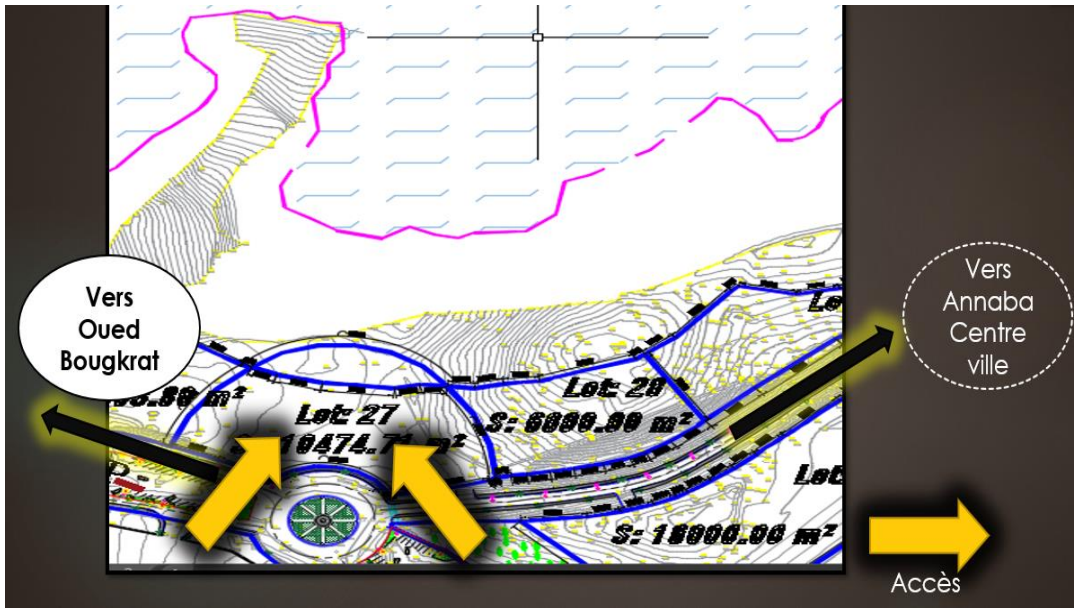 Vers
Oued
Bougkrat
Vers
Annaba
Centre
ville
Lot: 27
10474.71 m²
Lot: 28
S: 6000.00 m²
Lot
S: 18000.00 m²
Accès